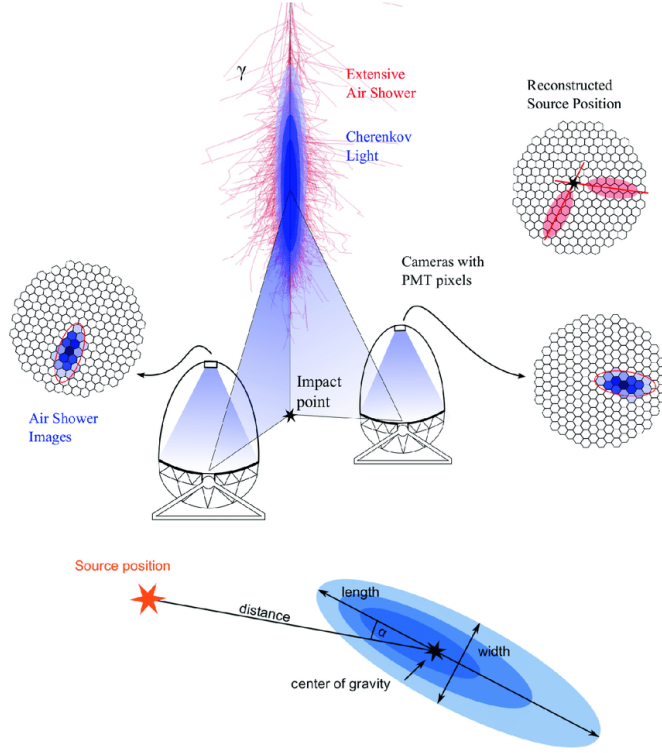 γ
Extensive
Air Shower
Cherenkov
Light
Reconstructed
Source Position
Cameras with
PMT pixels
Impact
point
Air Shower
Images
Source position
length
distance
α
width
center of gravity